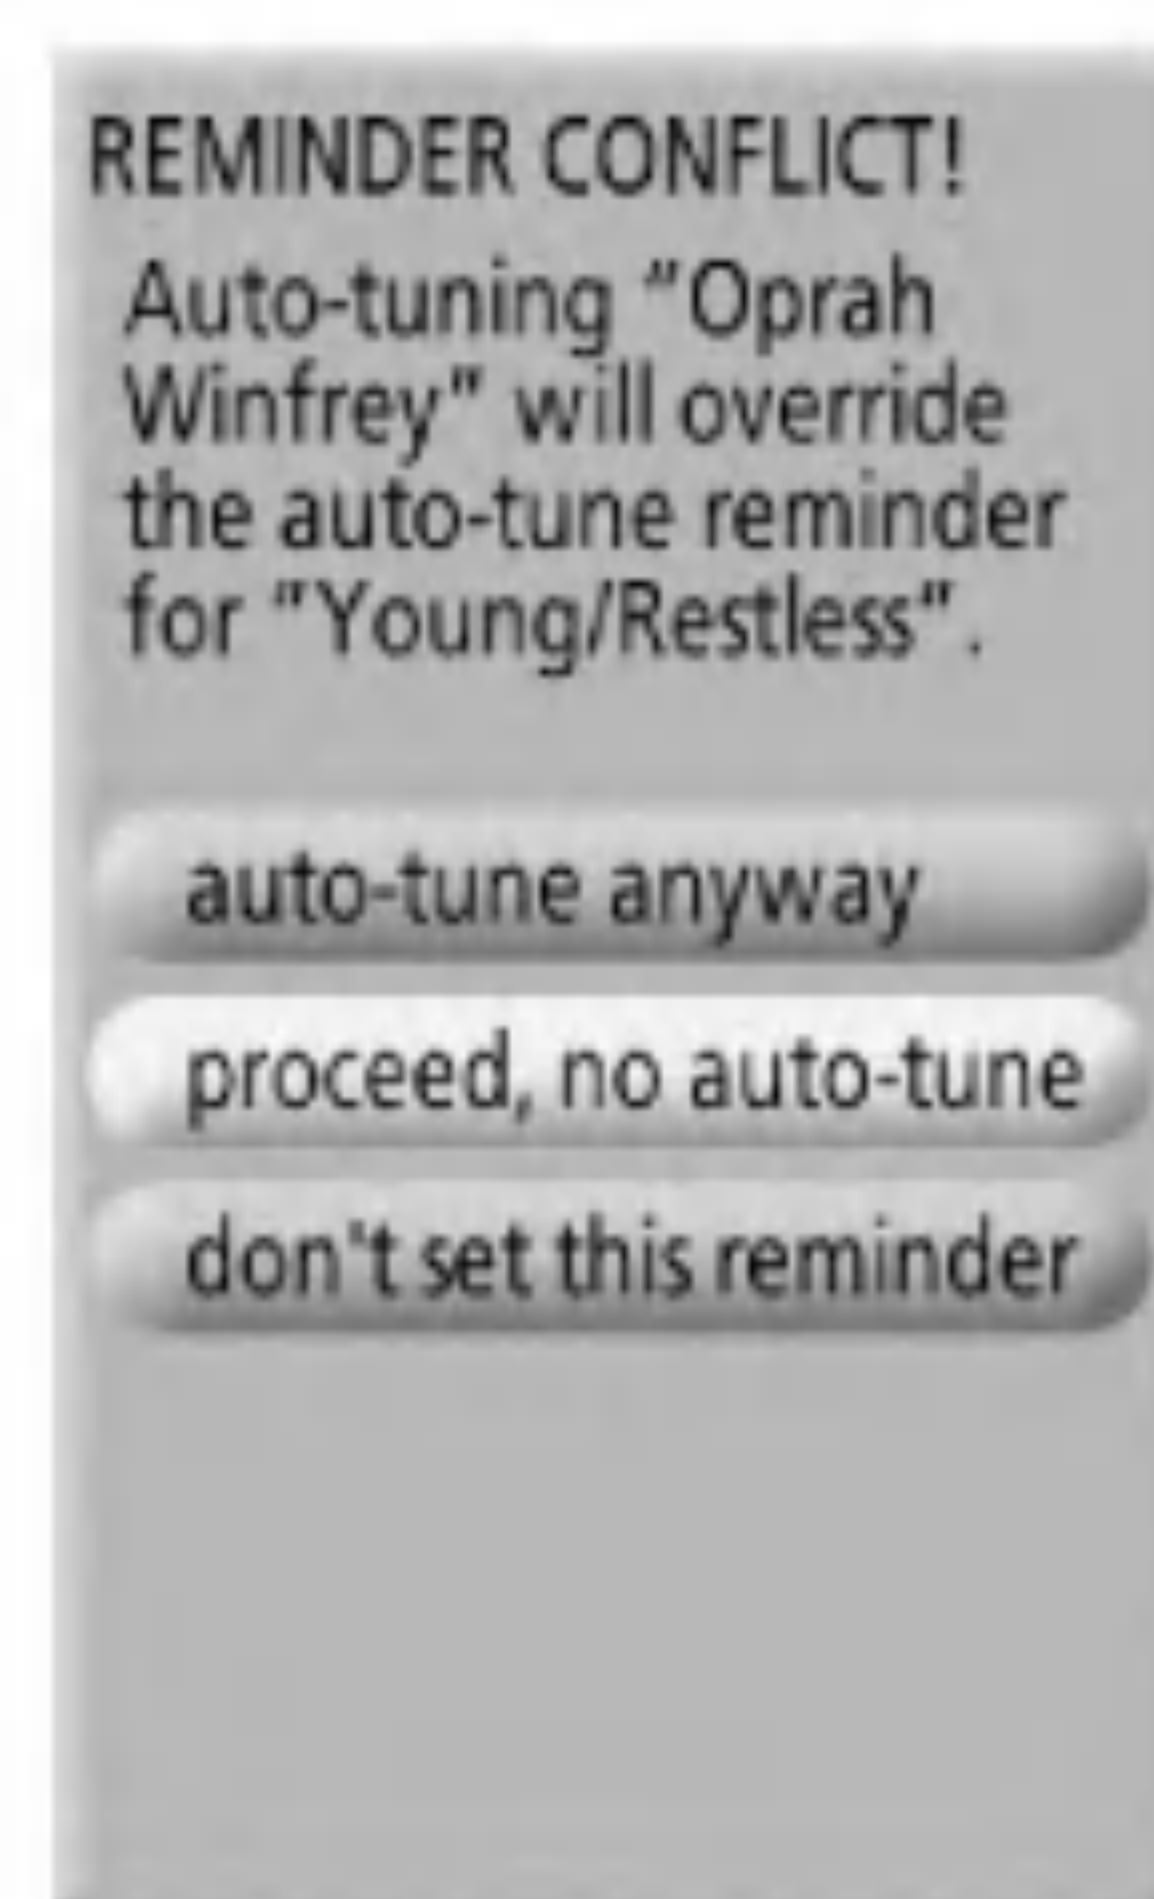 REMINDER CONFLICT!
Auto-tuning "Oprah
Winfrey" will override
the auto-tune reminder
for "Young/Restless".
auto-tune anyway
proceed, no auto-tune
don't set this reminder